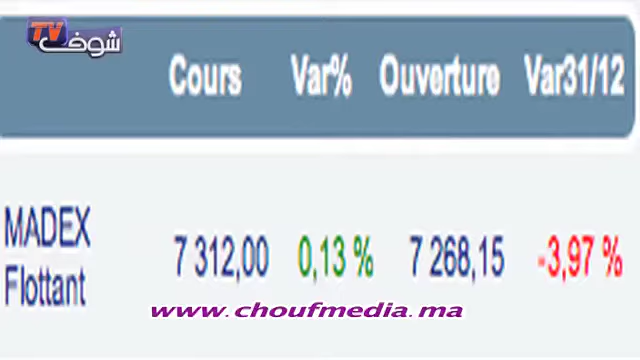 TV
شوف
Cours Var% Ouverture Var31/12
MADEX
Flottant
7 312,00 0,13 % 7 268,15 -3,97 %
www.choufmedia.ma